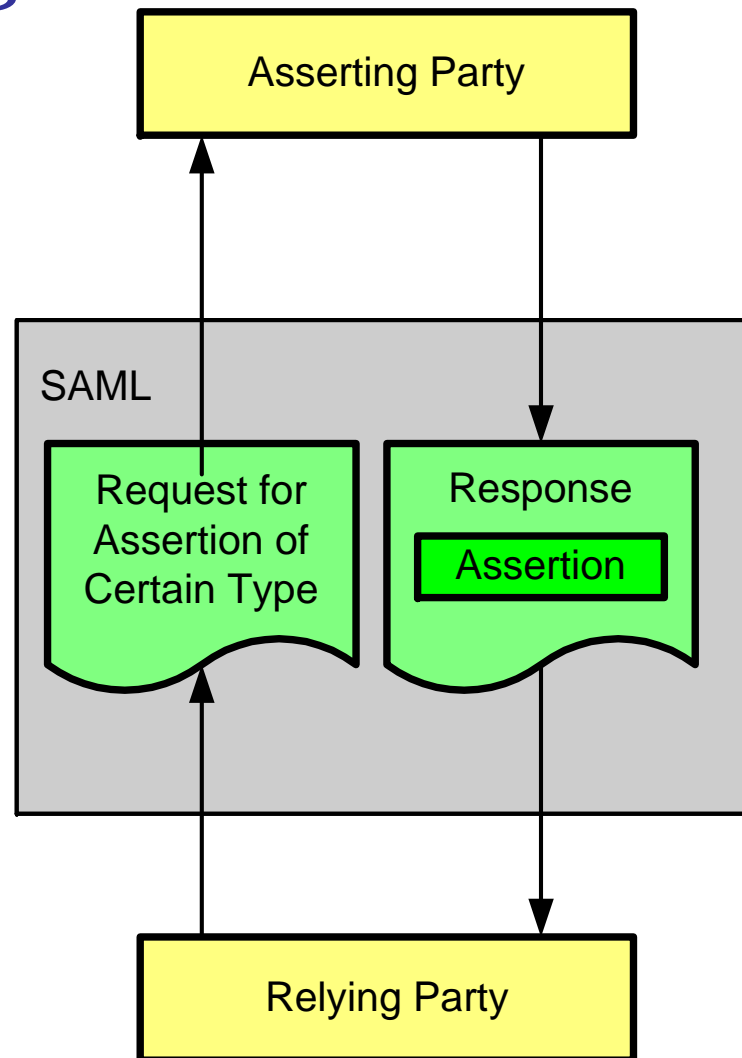 Asserting Party
SAML
Request for
Assertion of
Certain Type
Response
Assertion
Relying Party